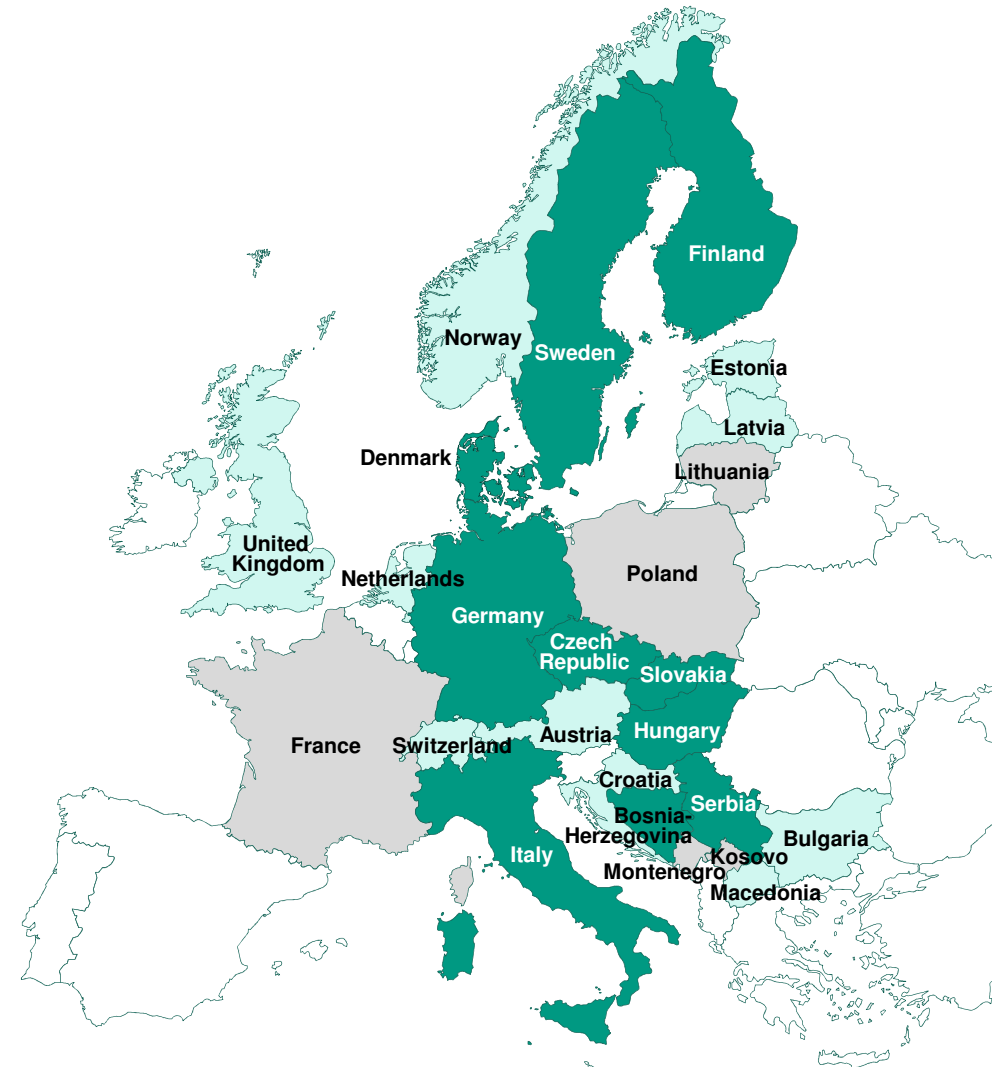 Finland
Norway
Sweden
Estonia
Latvia
Denmark
Lithuania
United
Kingdom
Netherlands
Poland
Germany
Czech
Republic
Slovakia
France
Switzerland
Austria
Hungary
Croatia
Serbia
Bosnia-
Herzegovina
Bulgaria
Italy
Kosovo
Montenegro
Macedonia